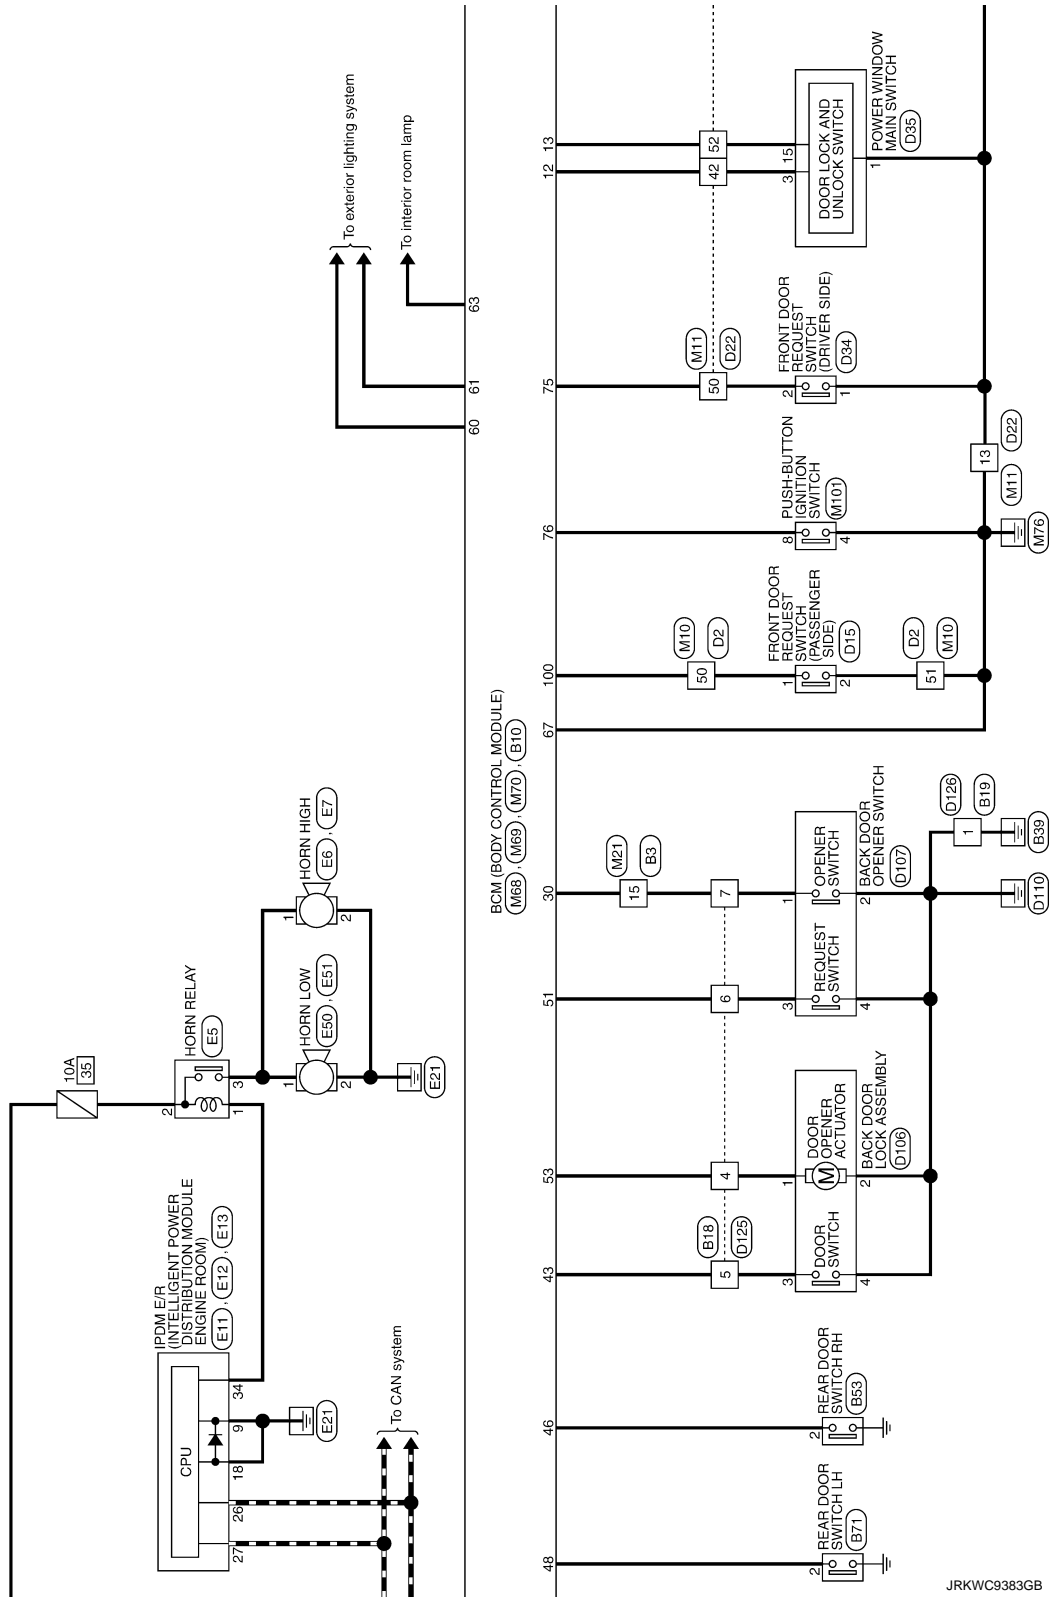 To exterior lighting system
To interior room lamp
60
61
63
10A
35
HORN RELAY
E5
2
1
3
HORN LOW
E50 , E51
1
2
HORN HIGH
E6 , E7
1
2
E21
IPDM E/R
(INTELLIGENT POWER
DISTRIBUTION MODULE
ENGINE ROOM)
E11 , E12 , E13
CPU
27
26
18
9
34
E21
To CAN system
BCM (BODY CONTROL MODULE)
M68 , M69 , M70 , B10
48
46
43
53
51
30
67
100
76
75
12
13
M21
B3
15
B18
D125
5
4
6
7
M10
D2
50
M11
D22
50
42
52
2
REAR DOOR
SWITCH LH
B71
2
REAR DOOR
SWITCH RH
B53
3
DOOR
SWITCH
4
1
M
DOOR
OPENER
ACTUATOR
2
BACK DOOR
LOCK ASSEMBLY
D106
3
REQUEST
SWITCH
4
1
OPENER
SWITCH
2
BACK DOOR
OPENER SWITCH
D107
D126
B19
1
D110
B39
1
FRONT DOOR
REQUEST
SWITCH
(PASSENGER
SIDE)
D15
2
D2
M10
51
8
PUSH-BUTTON
IGNITION
SWITCH
M101
4
M76
2
FRONT DOOR
REQUEST
SWITCH
(DRIVER SIDE)
D34
1
13
M11
D22
3
15
DOOR LOCK AND
UNLOCK SWITCH
1
POWER WINDOW
MAIN SWITCH
D35
JRKWC9383GB